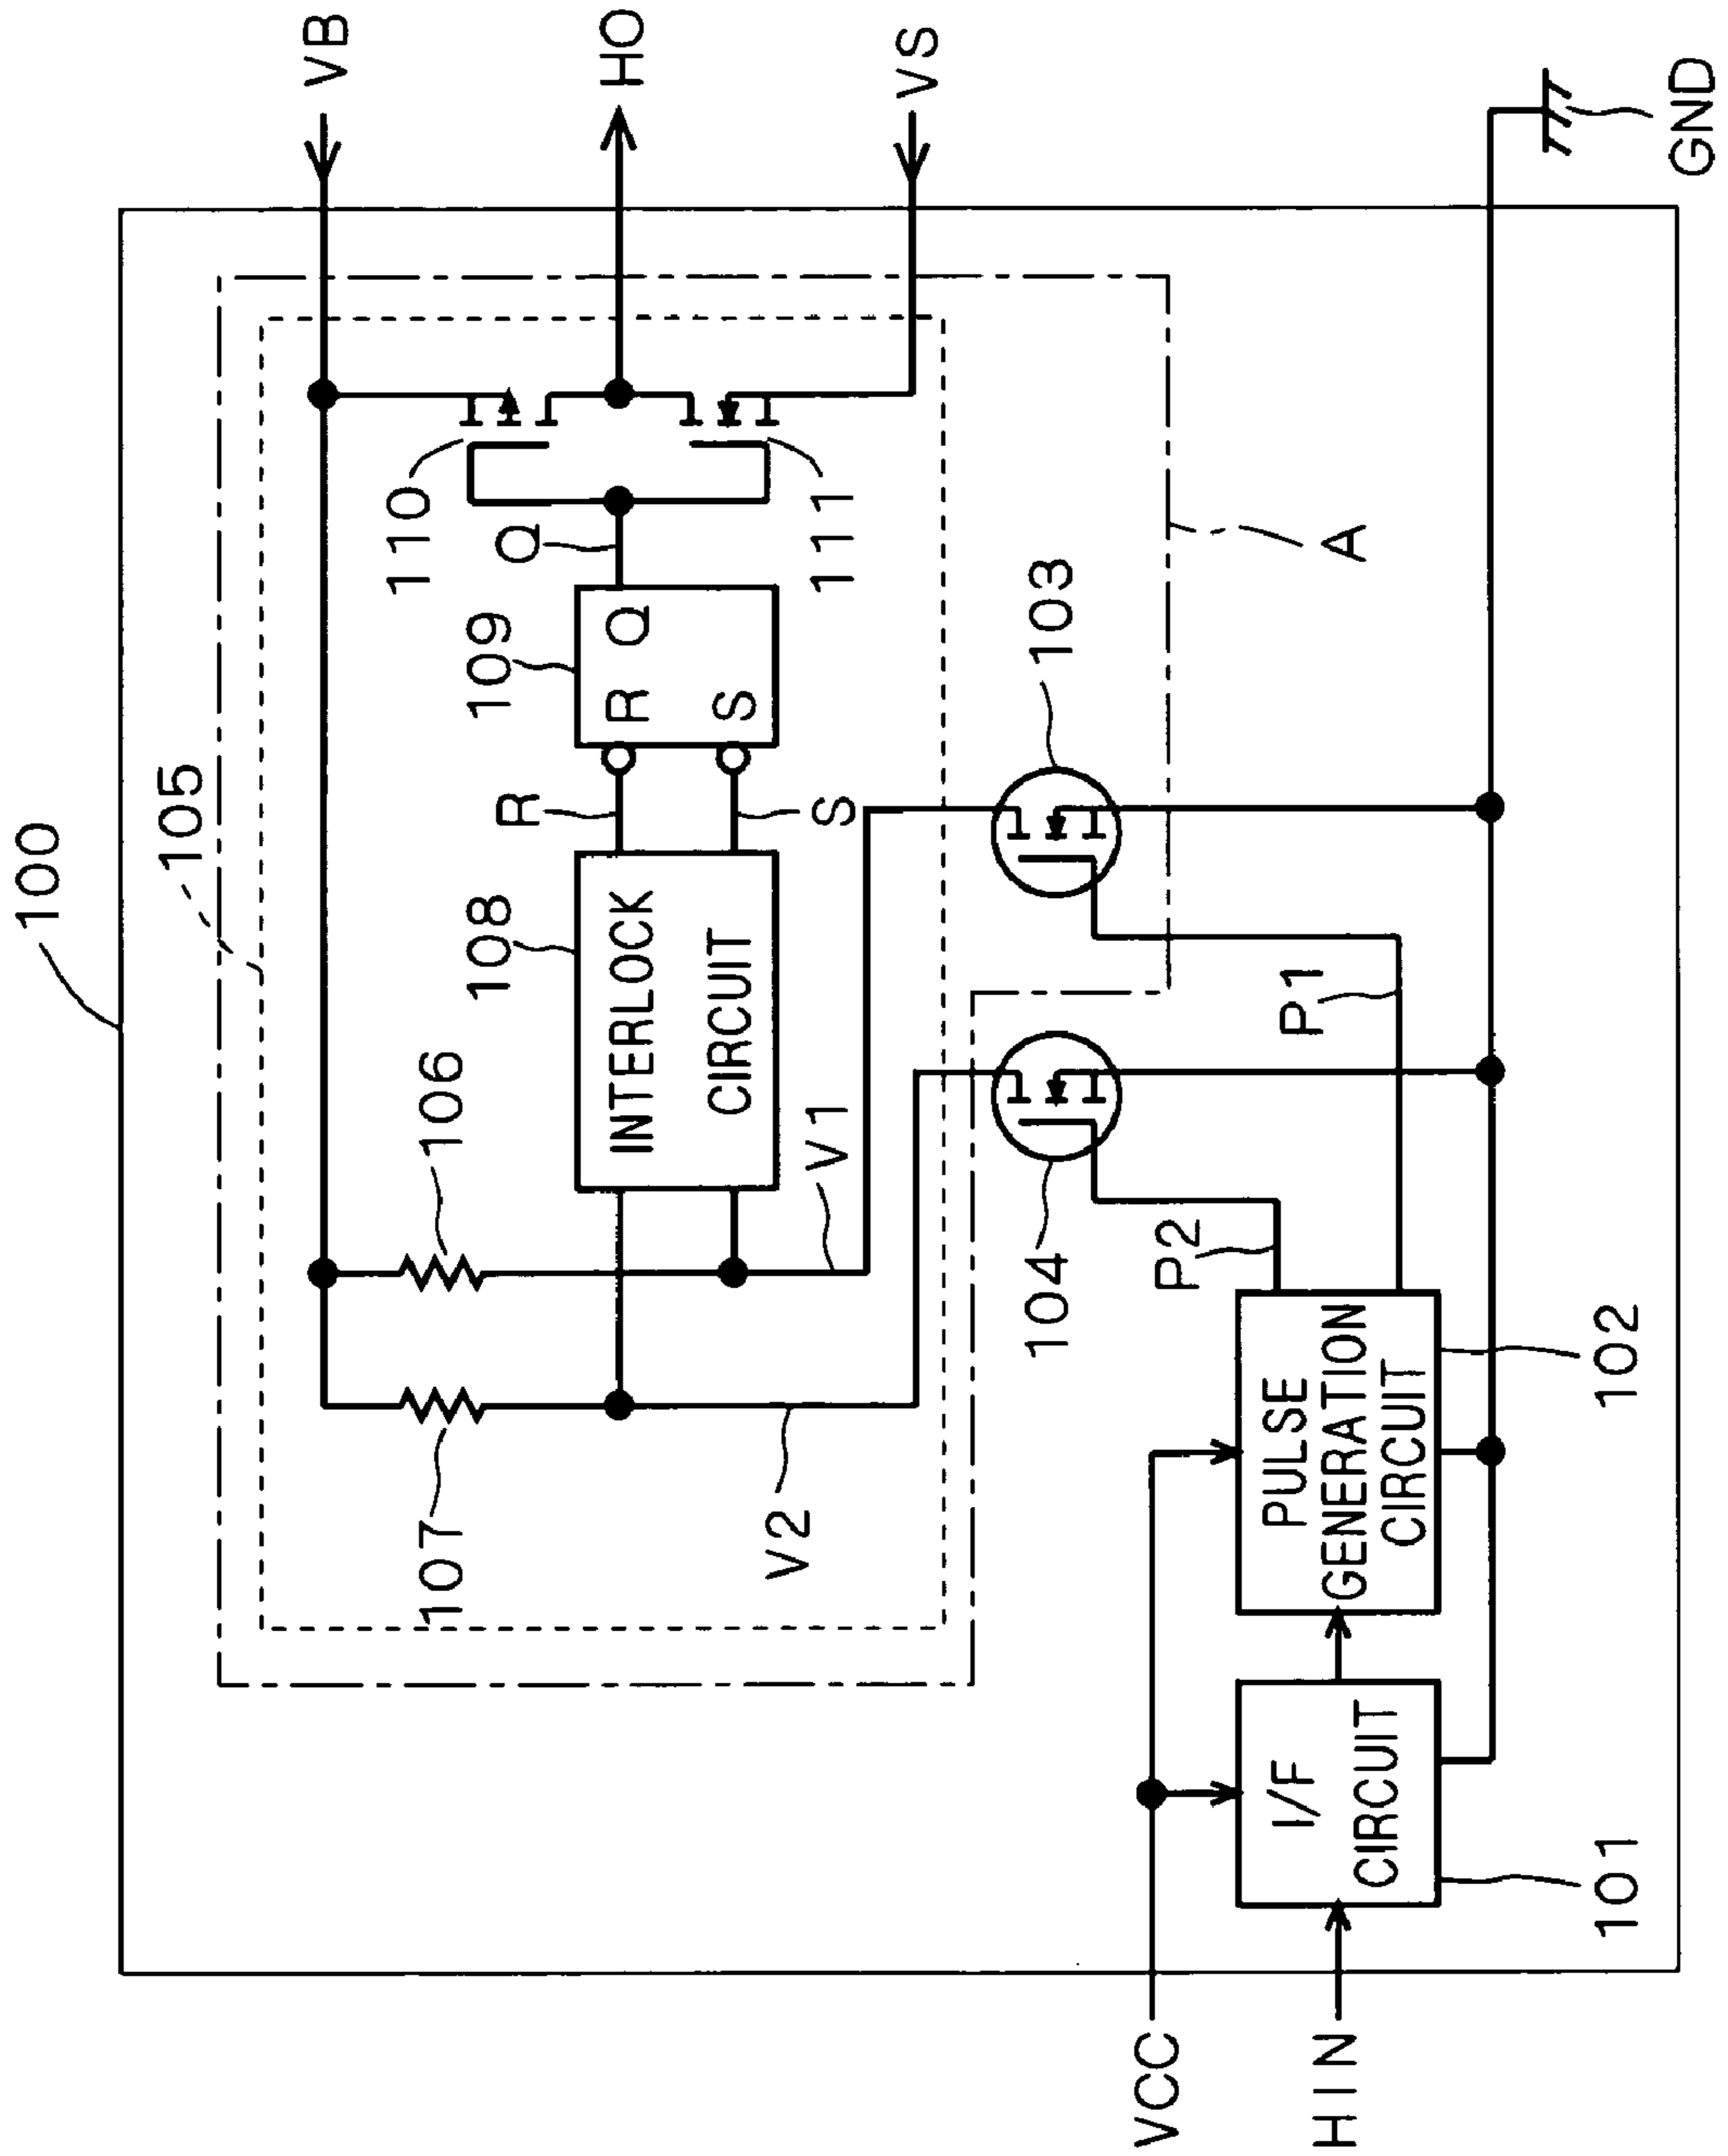 100
105
VB
HO
VS
GND
107
106
108
INTERLOCK
CIRCUIT
R
S
109
R
Q
S
Q
110
111
V1
V2
104
103
A
VCC
HIN
I/F
CIRCUIT
101
PULSE
GENERATION
CIRCUIT
102
P2
P1